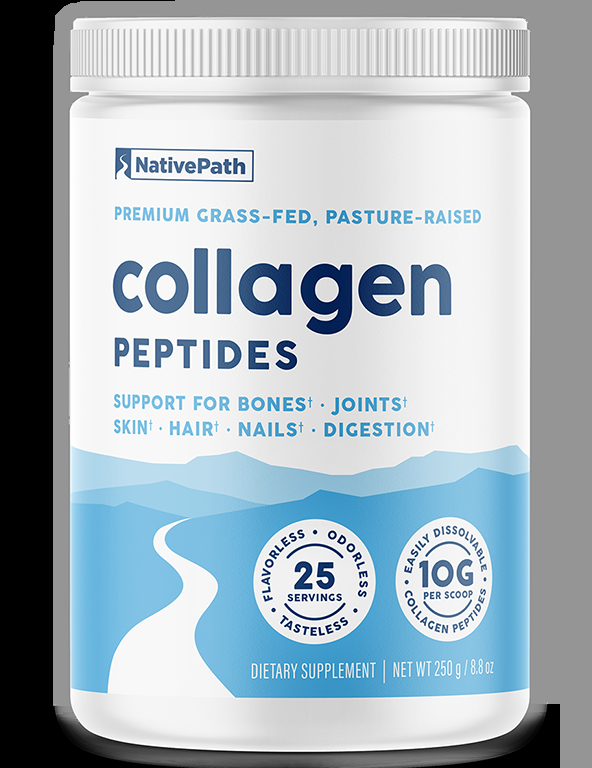 NativePath
PREMIUM GRASS-FED, PASTURE-RAISED
collagen
PEPTIDES
SUPPORT FOR BONES† · JOINTS†
SKIN† · HAIR† · NAILS† · DIGESTION†
FLAVORLESS • ODORLESS
25
SERVINGS
• TASTELESS •
• EASILY DISSOLVABLE •
10G
PER SCOOP
COLLAGEN PEPTIDES
DIETARY SUPPLEMENT | NET WT 250 g / 8.8 oz